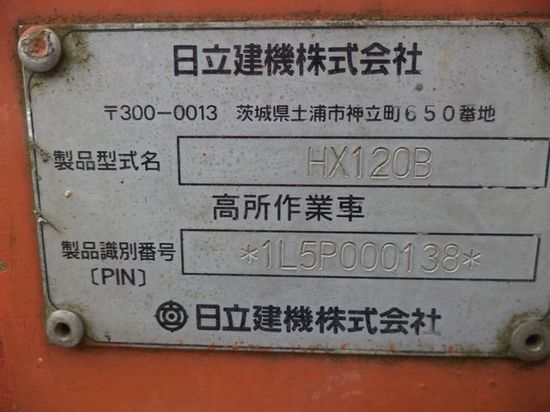 日立建機株式会社
〒300-0013 茨城県土浦市神立町650番地
製品型式名 HX120B
高所作業車
製品識別番号 *1L5P000138*
〔PIN〕
日立建機株式会社